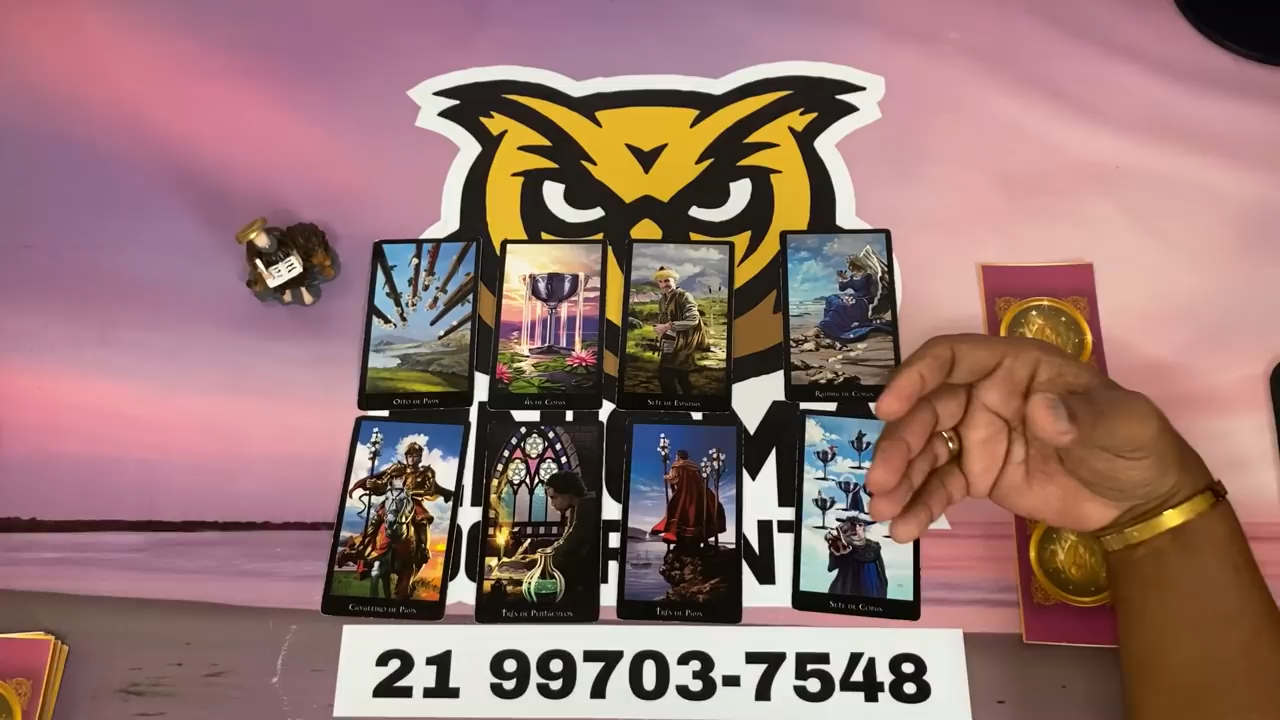 Oito de Paus
Ás de Copas
Sete de Espadas
Rainha de Copas
Cavaleiro de Paus
Três de Pentáculos
Três de Paus
Sete de Copas
21 99703-7548